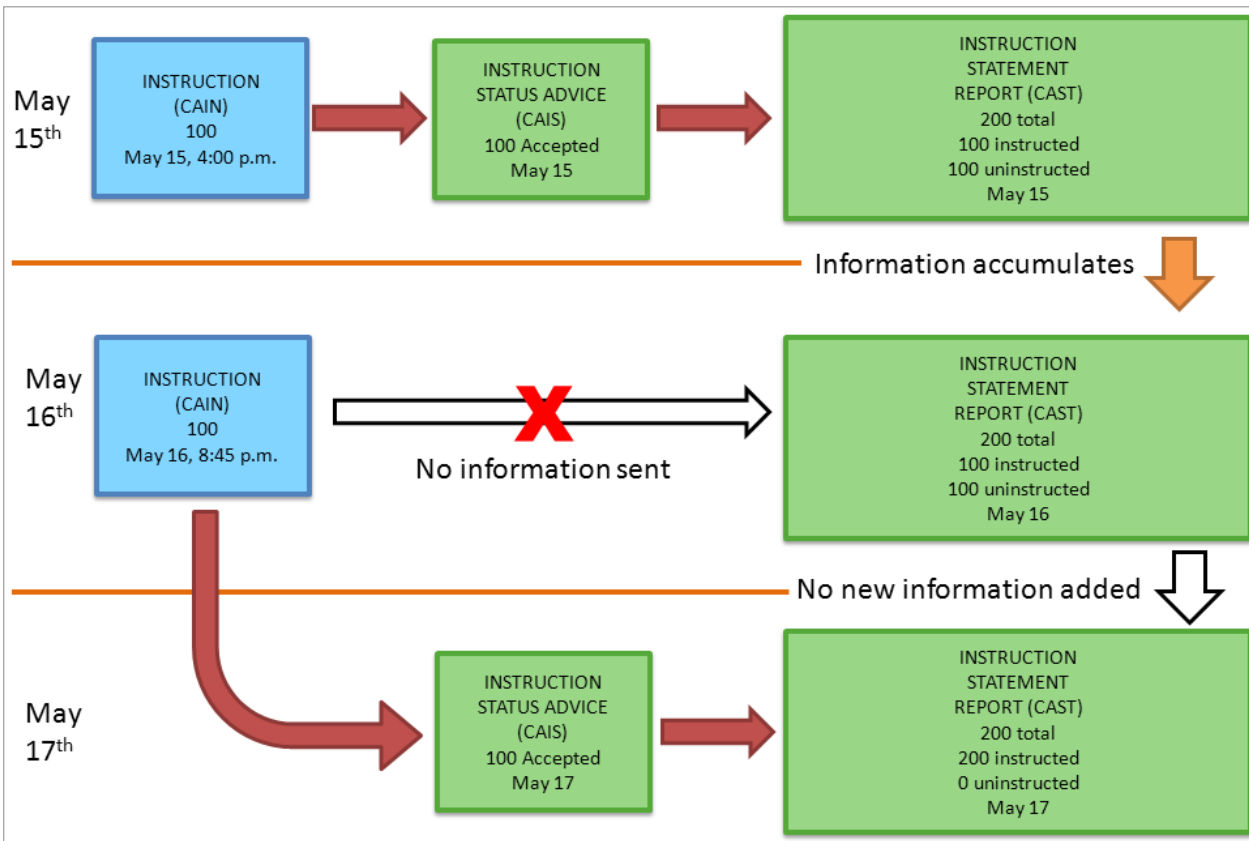 May
15th
INSTRUCTION
(CAIN)
100
May 15, 4:00 p.m.
INSTRUCTION
STATUS ADVICE
(CAIS)
100 Accepted
May 15
INSTRUCTION
STATEMENT
REPORT (CAST)
200 total
100 instructed
100 uninstructed
May 15
Information accumulates
May
16th
INSTRUCTION
(CAIN)
100
May 16, 8:45 p.m.
X
No information sent
INSTRUCTION
STATEMENT
REPORT (CAST)
200 total
100 instructed
100 uninstructed
May 16
No new information added
May
17th
INSTRUCTION
STATUS ADVICE
(CAIS)
100 Accepted
May 17
INSTRUCTION
STATEMENT
REPORT (CAST)
200 total
200 instructed
0 uninstructed
May 17